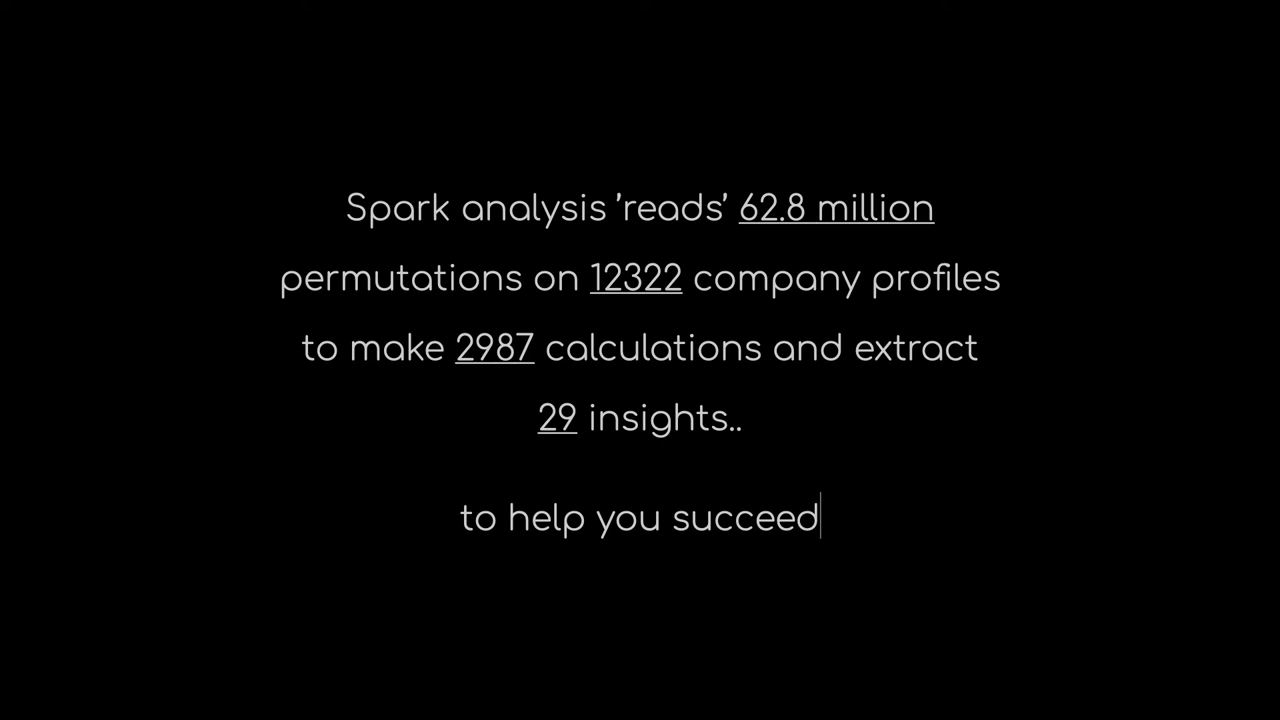 Spark analysis 'reads' 62.8 million
permutations on 12322 company profiles
to make 2987 calculations and extract
29 insights..
to help you succeed